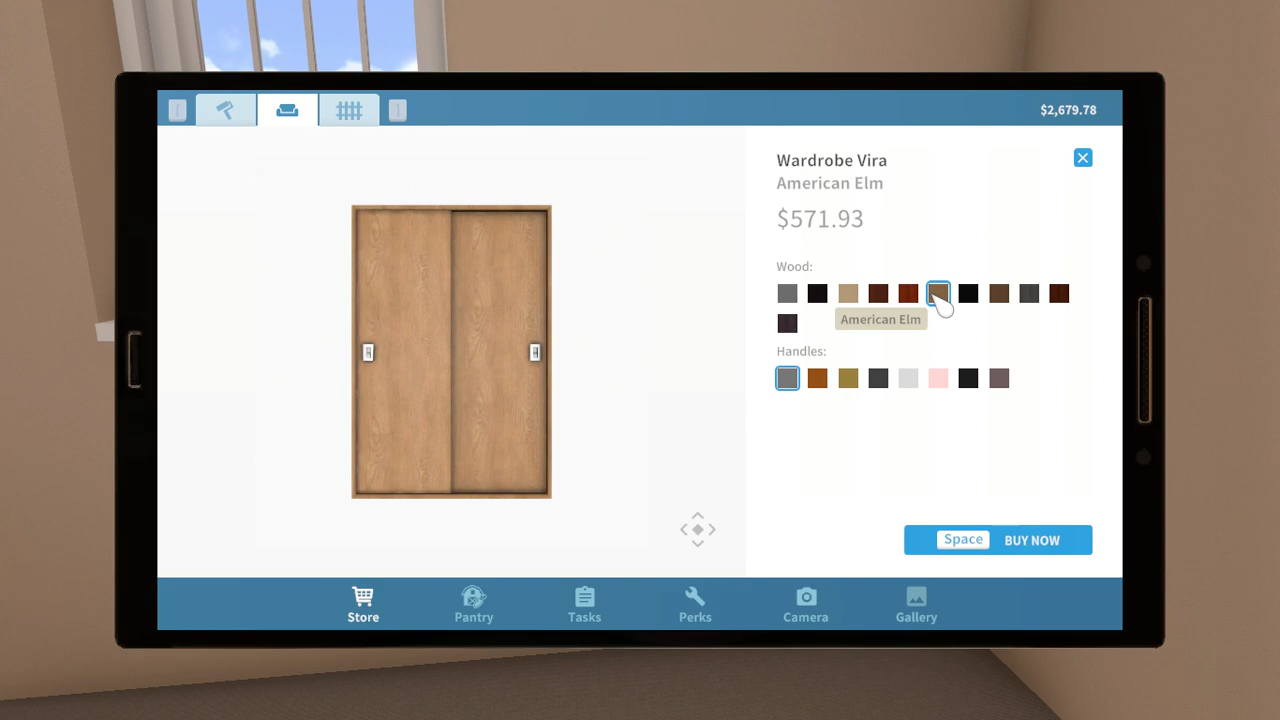 $2,679.78
Wardrobe Vira
American Elm
$571.93
Wood:
American Elm
Handles:
Space BUY NOW
Store
Pantry
Tasks
Perks
Camera
Gallery